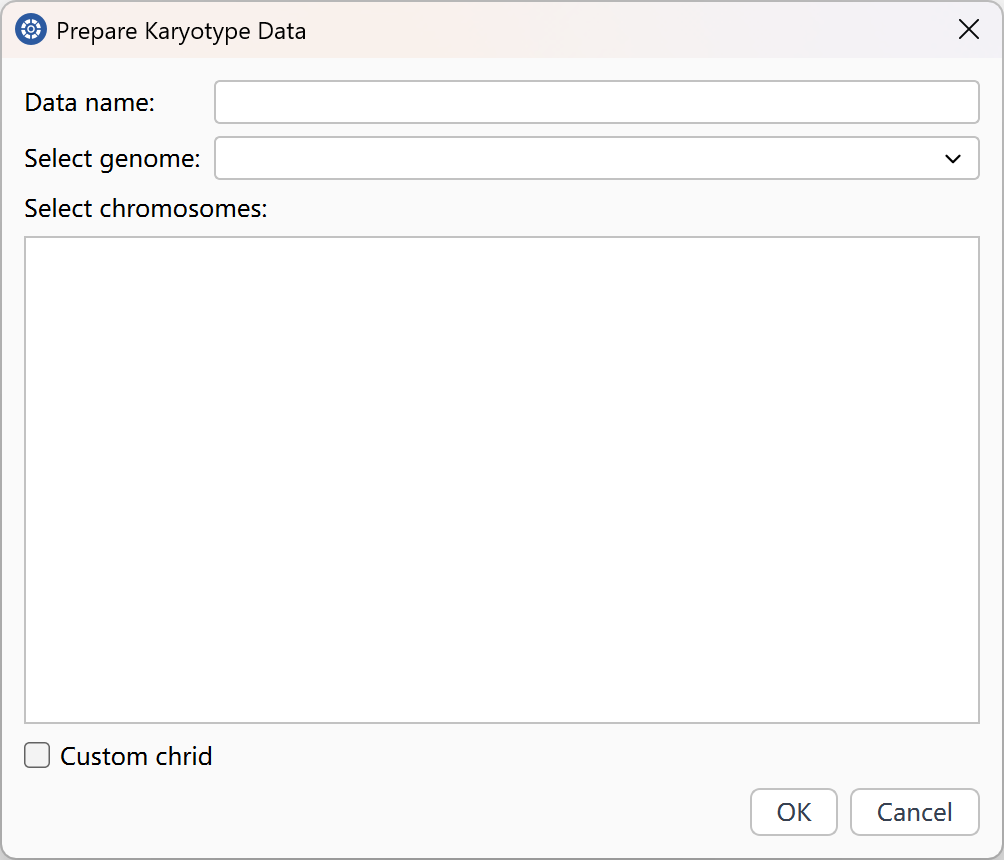 Prepare Karyotype Data
Data name:
Select genome:
Select chromosomes:
Custom chrid
OK Cancel